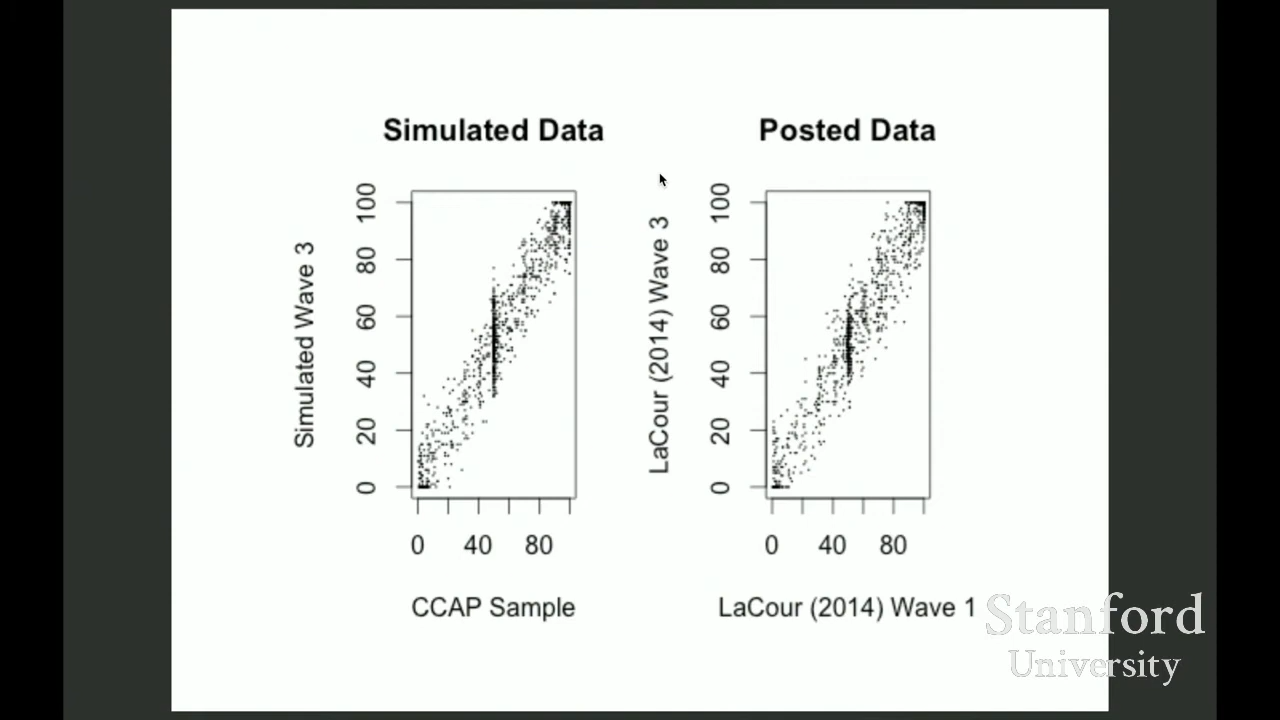 Simulated Data
Simulated Wave 3
100
80
60
40
20
0
0 40 80
CCAP Sample
Posted Data
LaCour (2014) Wave 3
100
80
60
40
20
0
0 40 80
LaCour (2014) Wave 1
Stanford
University